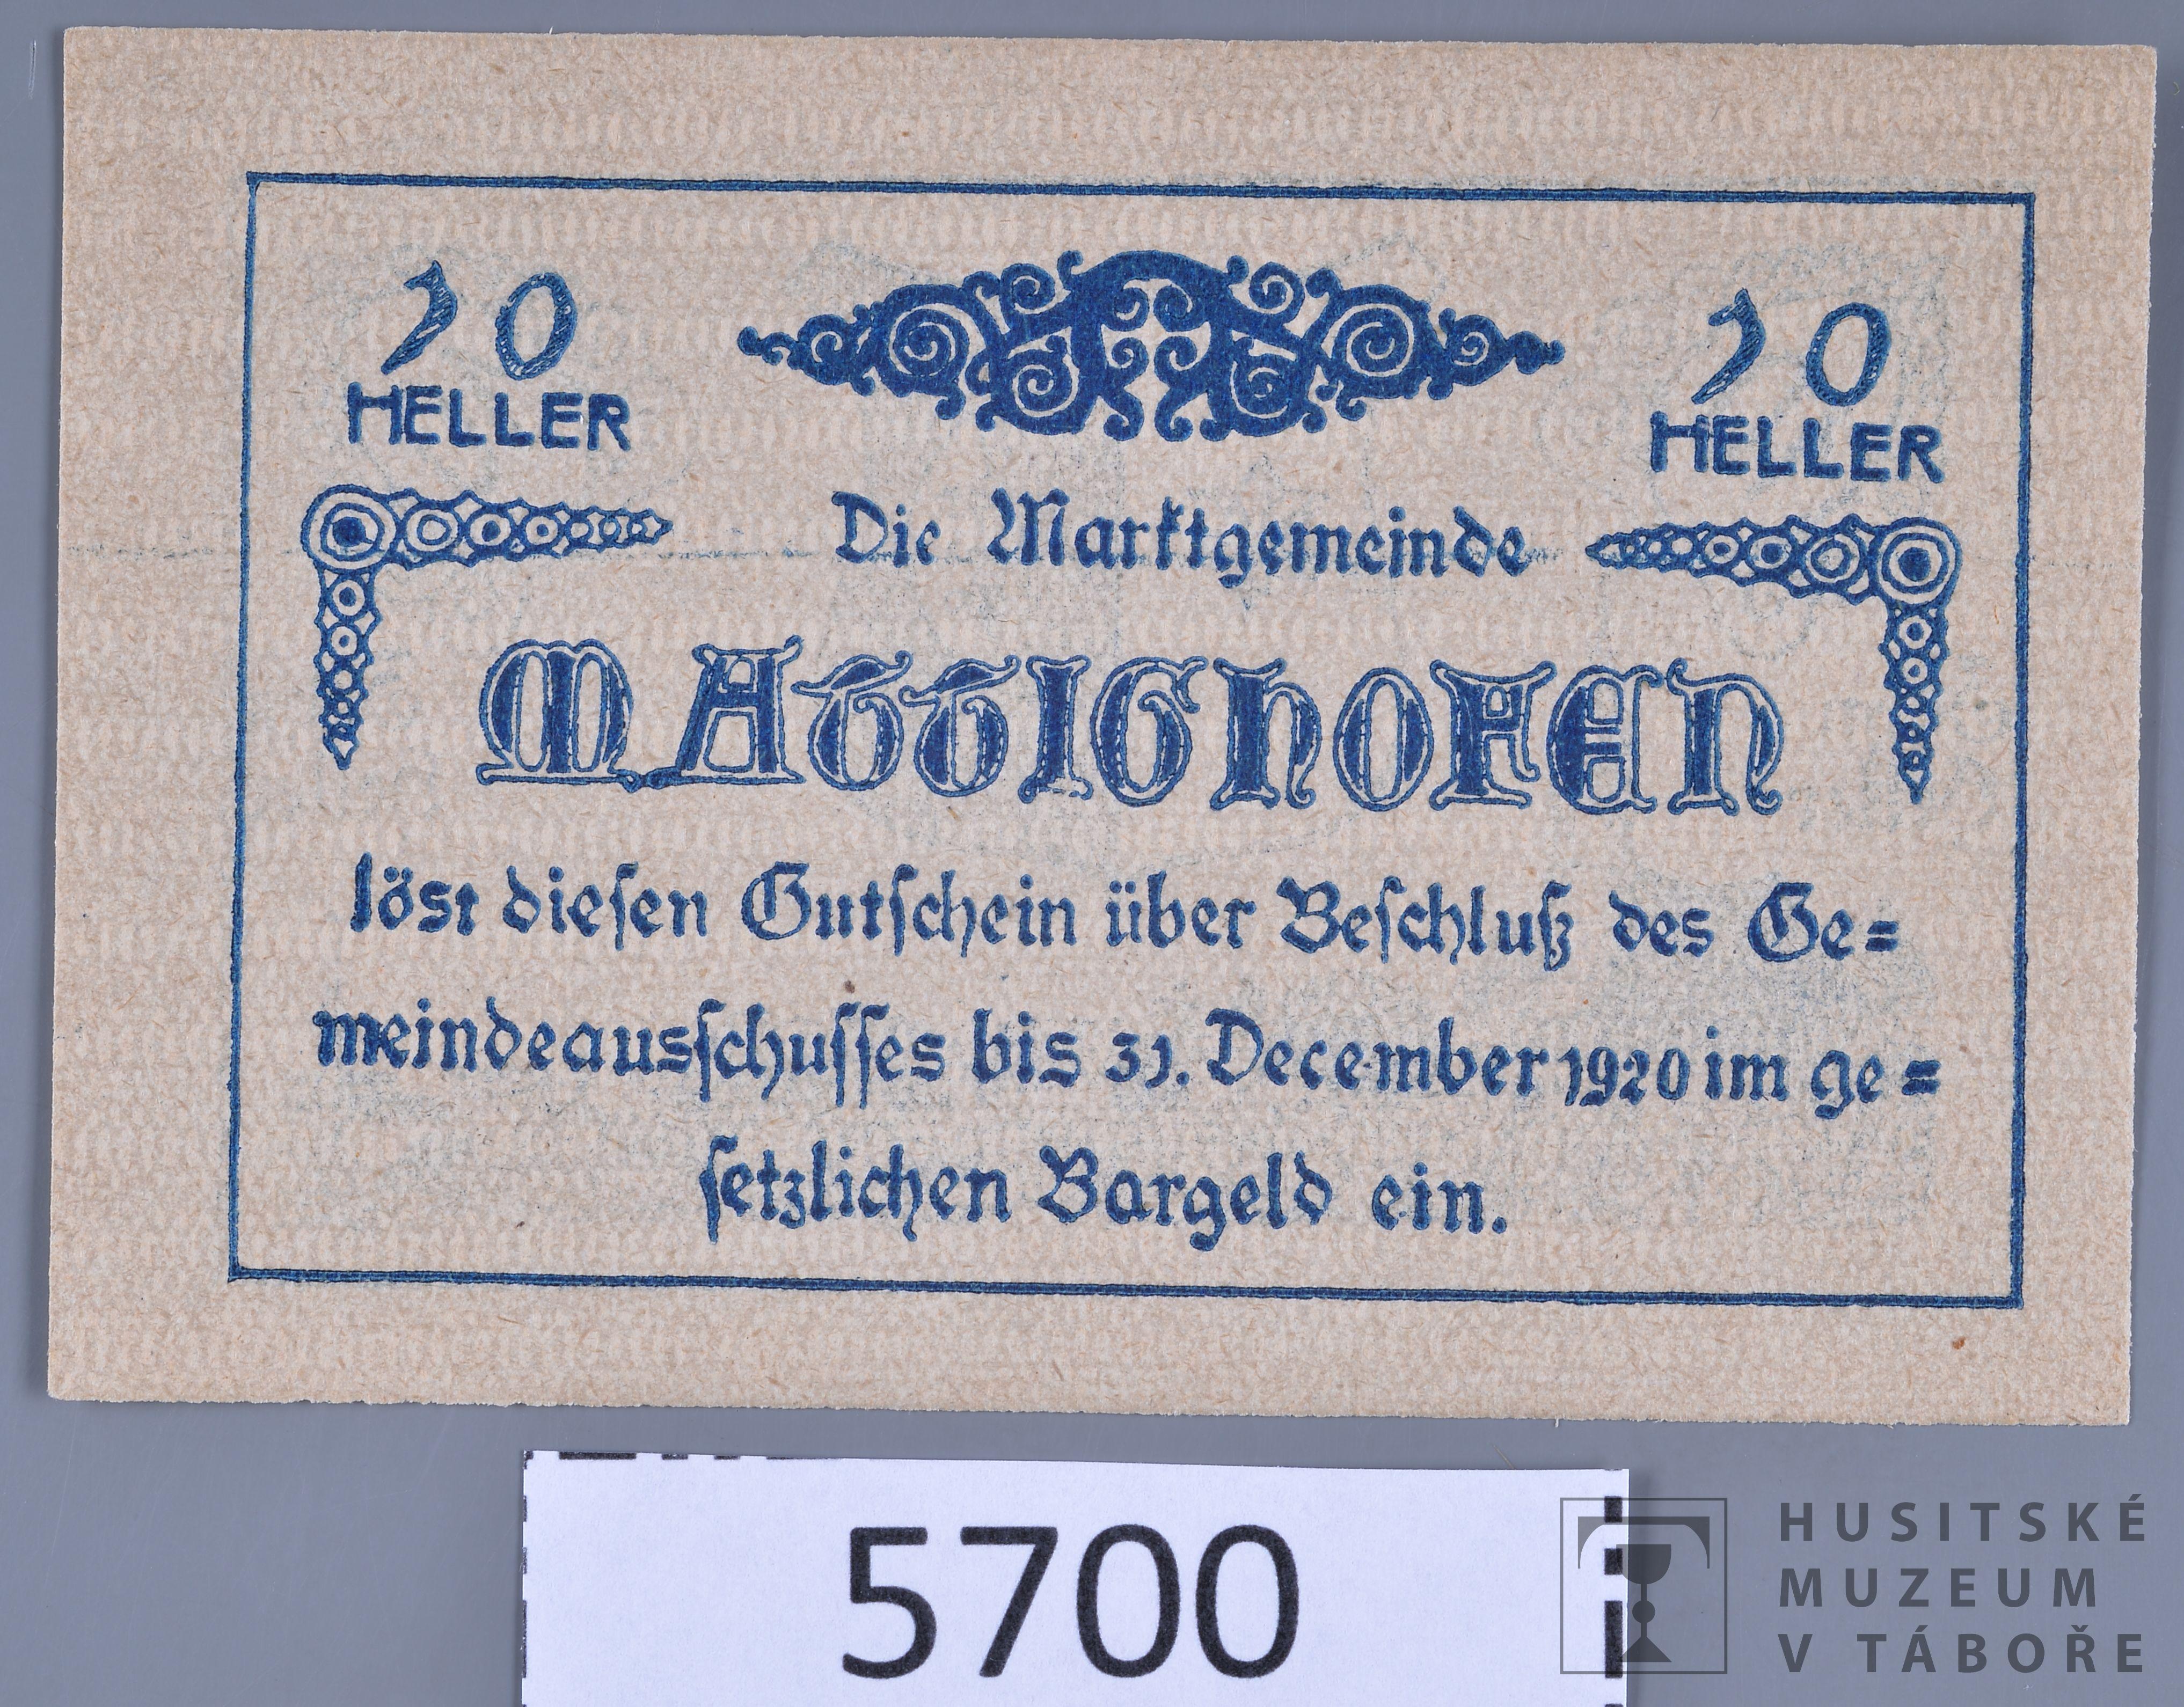 10 HELLER
10 HELLER
Die Marktgemeinde
MATTIGHOFEN
löst dieſen Gutſchein über Beſchluß des Ge=
meindeausſchuſſes bis 31. December 1920 im ge=
ſetzlichen Bargeld ein.
5700
HUSITSKÉ
MUZEUM
V TÁBOŘE